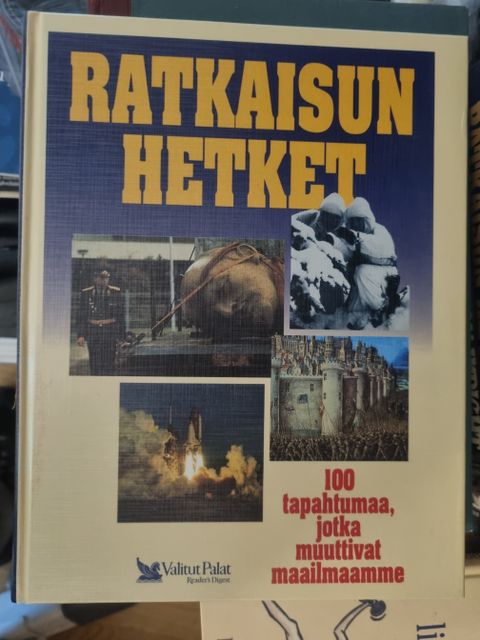 RATKAISUN
HETKET
100
tapahtumaa,
jotka
muuttivat
maailmaamme
Valitut Palat
Reader's Digest